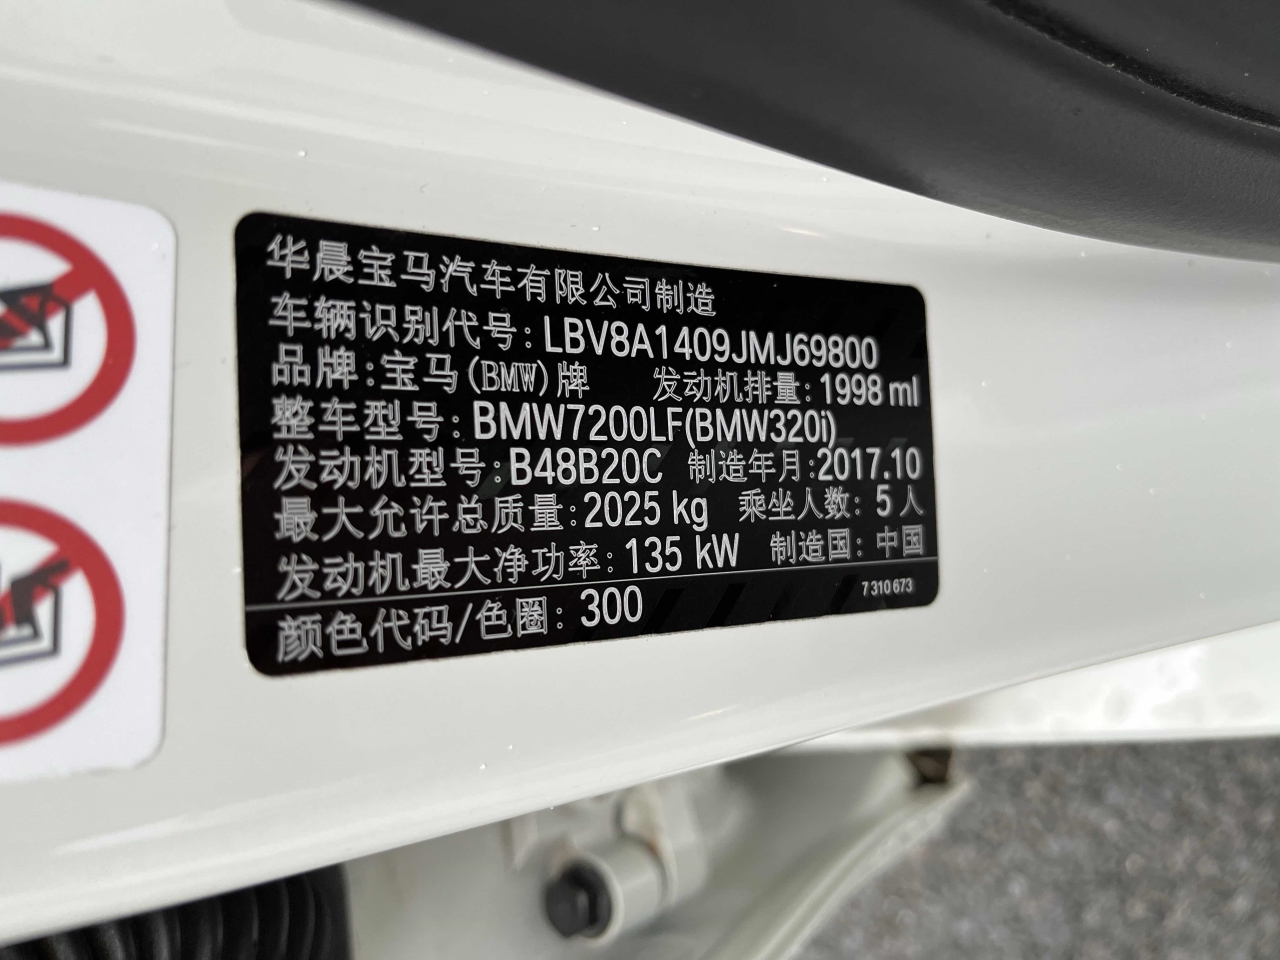 华晨宝马汽车有限公司制造
车辆识别代号: LBV8A1409JMJ69800
品牌: 宝马(BMW)牌 发动机排量: 1998 ml
整车型号: BMW7200LF(BMW320i)
发动机型号: B48B20C 制造年月: 2017.10
最大允许总质量: 2025 kg 乘坐人数: 5 人
发动机最大净功率: 135 kW 制造国: 中国
颜色代码/色圈: 300 7 310 673